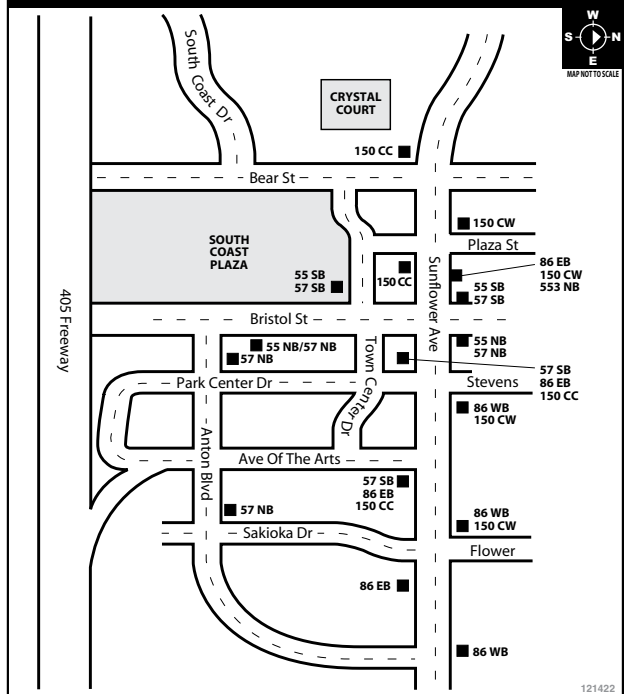 W
S N
E
MAP NOT TO SCALE
South Coast Dr
CRYSTAL
COURT
150 CC
Bear St
150 CW
SOUTH
COAST
PLAZA
Plaza St
55 SB
57 SB
150 CC
Sunflower Ave
86 EB
150 CW
553 NB
55 SB
57 SB
405 Freeway
Bristol St
55 NB/57 NB
57 NB
Town Center Dr
55 NB
57 NB
57 SB
86 EB
150 CC
Park Center Dr
Stevens
86 WB
150 CW
Anton Blvd
Ave Of The Arts
57 SB
86 EB
150 CC
57 NB
86 WB
150 CW
Sakioka Dr
Flower
86 EB
86 WB
121422